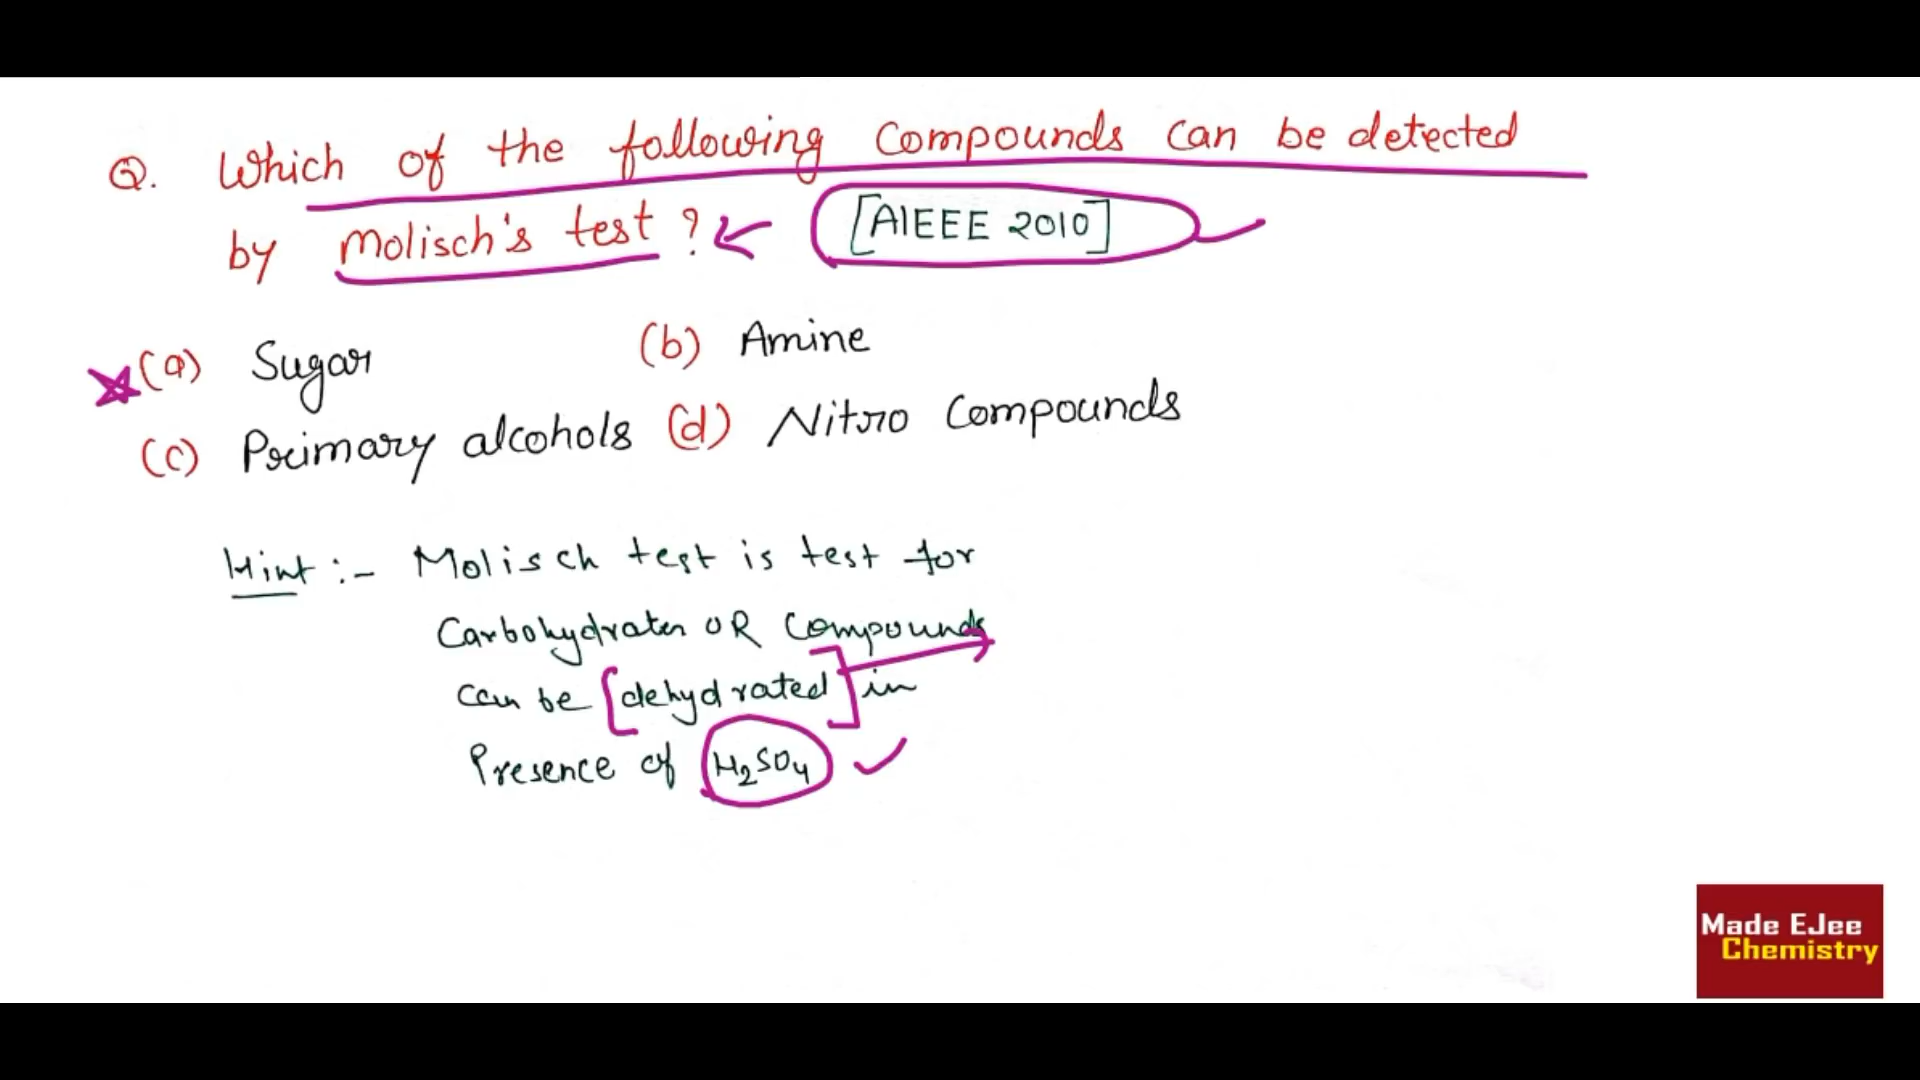 Q. Which of the following compounds can be detected
by Molisch's test ? [AIEEE 2010]
(a) Sugar (b) Amine
(c) Primary alcohols (d) Nitro Compounds
Hint :- Molisch test is test for
Carbohydrates OR Compounds
can be [dehydrated] in
Presence of H₂SO₄
Made EJee
Chemistry